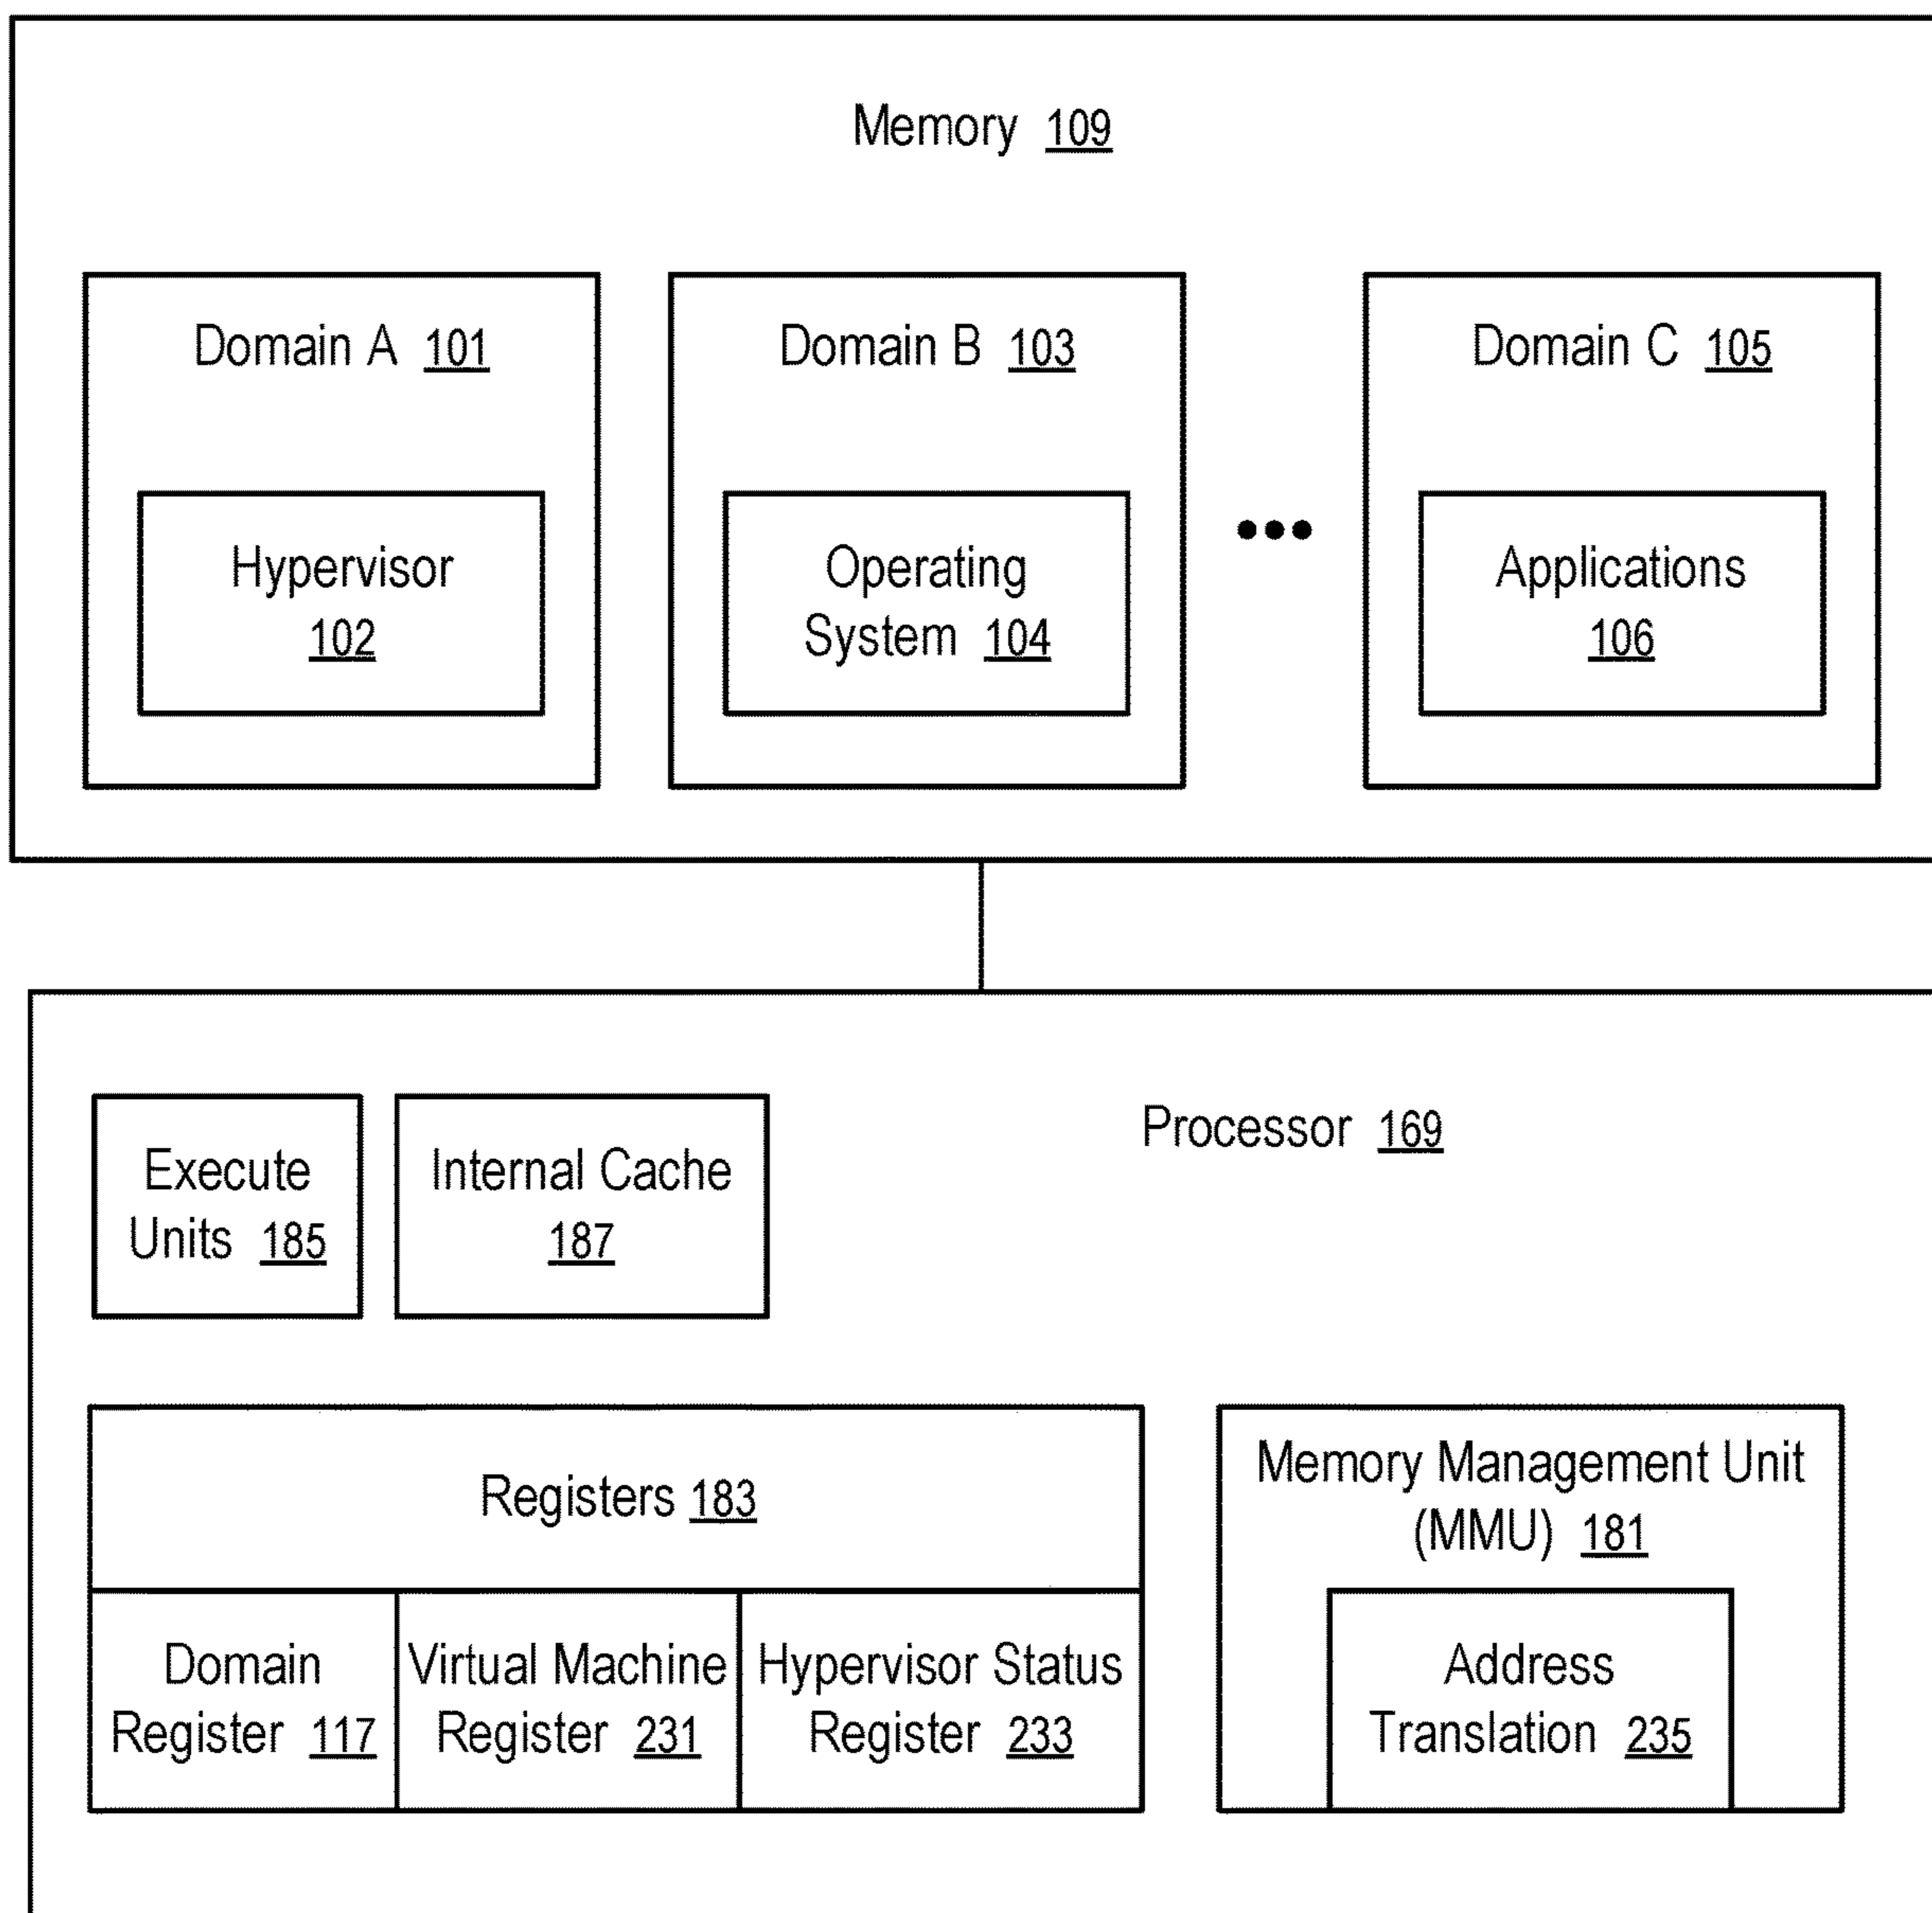 Memory 109
Domain A 101
Domain B 103
Domain C 105
Hypervisor
102
Operating
System 104
Applications
106
Processor 169
Execute
Units 185
Internal Cache
187
Registers 183
Memory Management Unit
(MMU) 181
Domain
Register 117
Virtual Machine
Register 231
Hypervisor Status
Register 233
Address
Translation 235